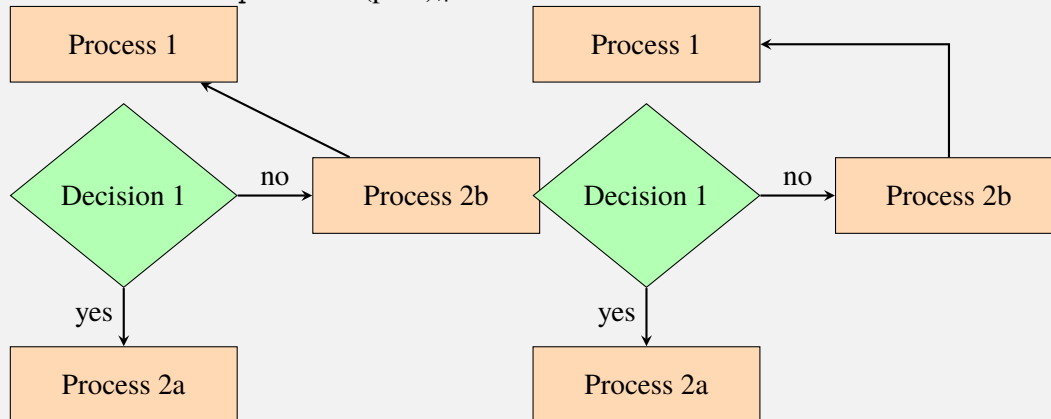 Process 1
Process 1
Decision 1
no
Process 2b
Decision 1
no
Process 2b
yes
yes
Process 2a
Process 2a